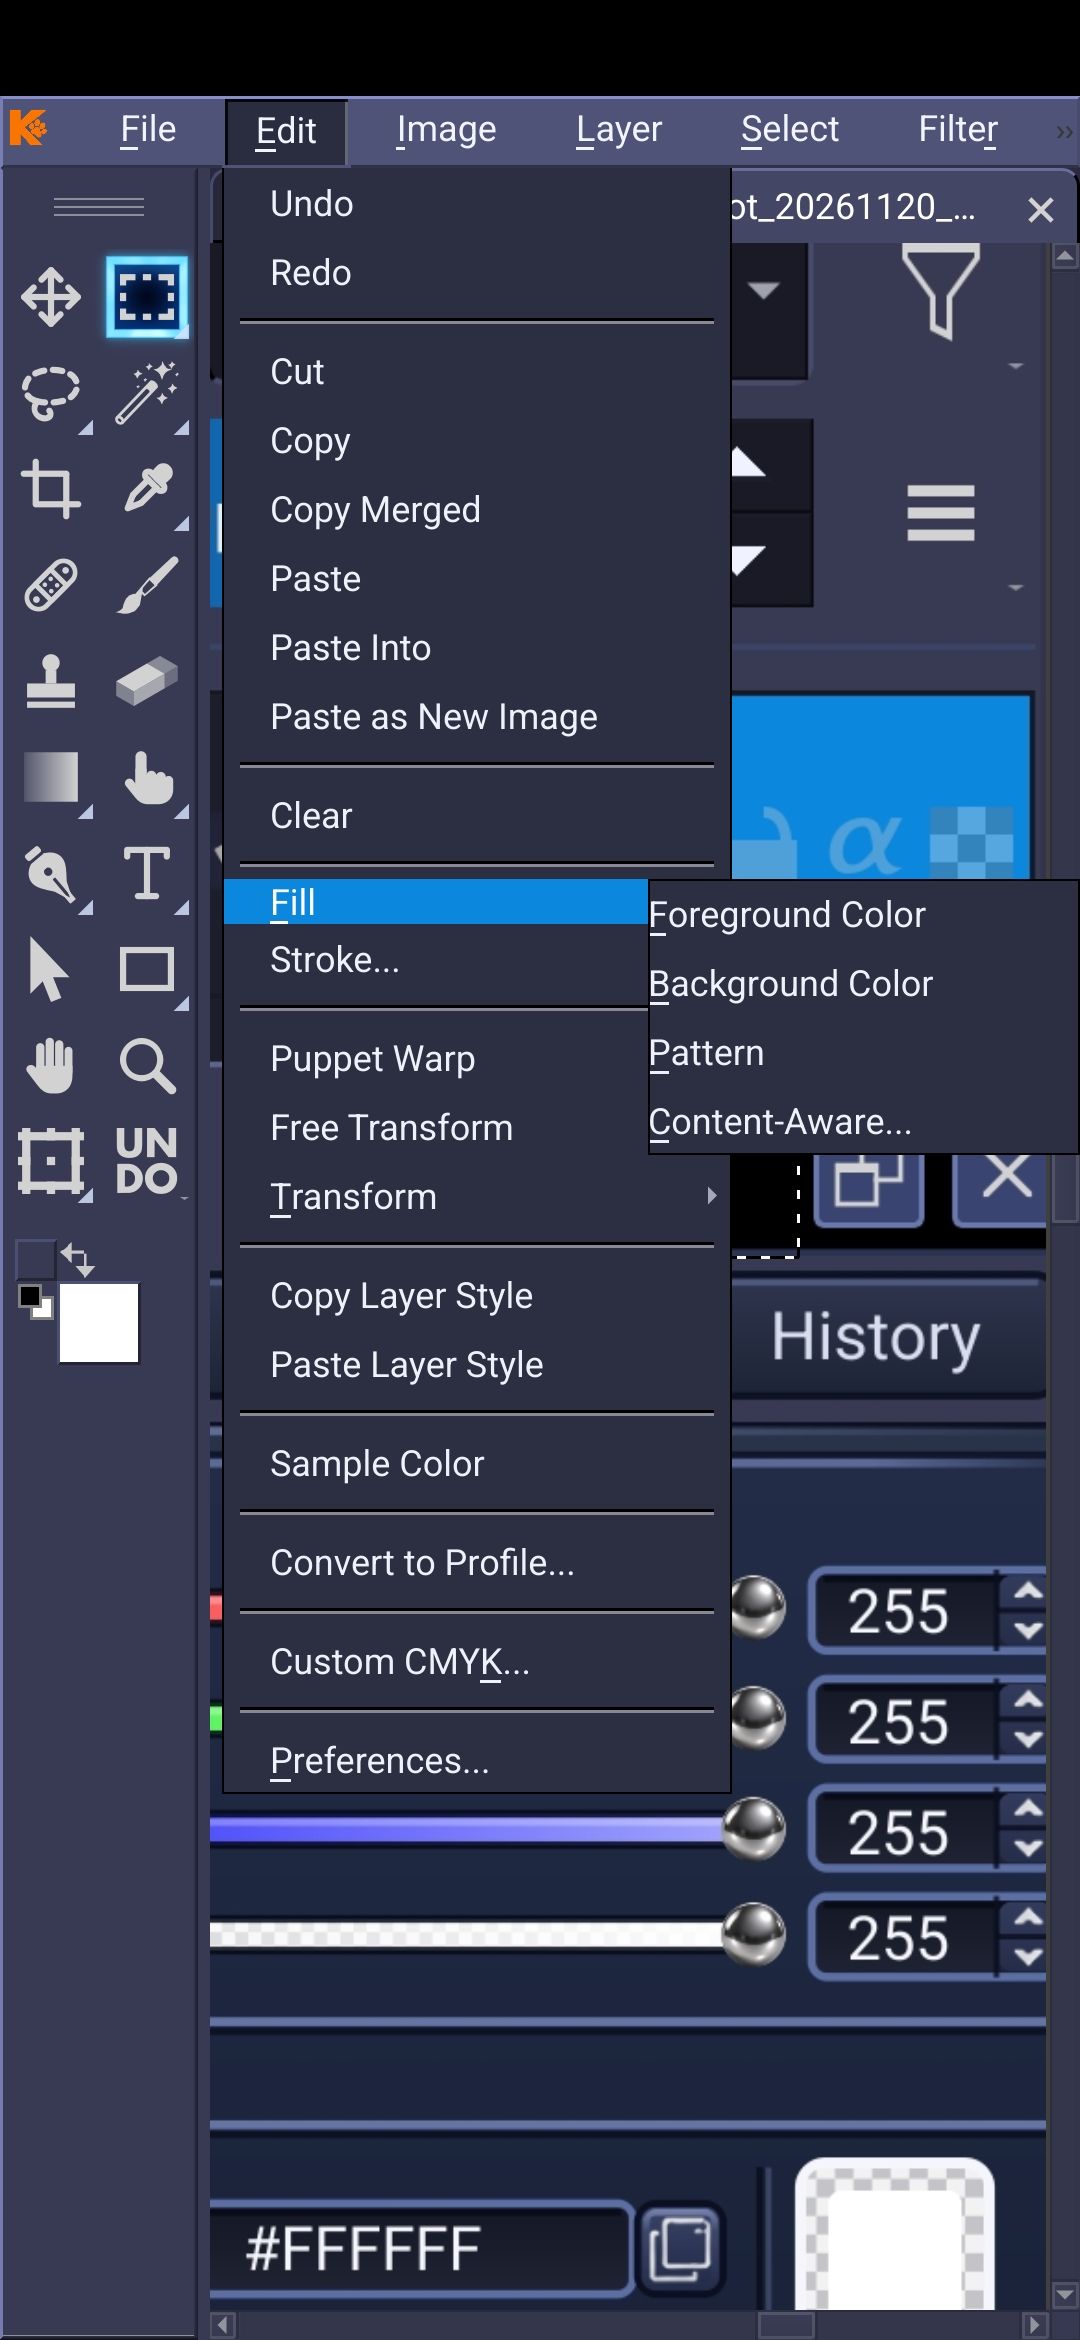 File Edit Image Layer Select Filter »
ot_20261120_...
Undo
Redo
Cut
Copy
Copy Merged
Paste
Paste Into
Paste as New Image
Clear
α
Fill
Foreground Color
Stroke...
Background Color
Puppet Warp
Pattern
Free Transform
Content-Aware...
UN
DO
Transform
Copy Layer Style
History
Paste Layer Style
Sample Color
Convert to Profile...
255
Custom CMYK...
255
Preferences...
255
255
#FFFFFF